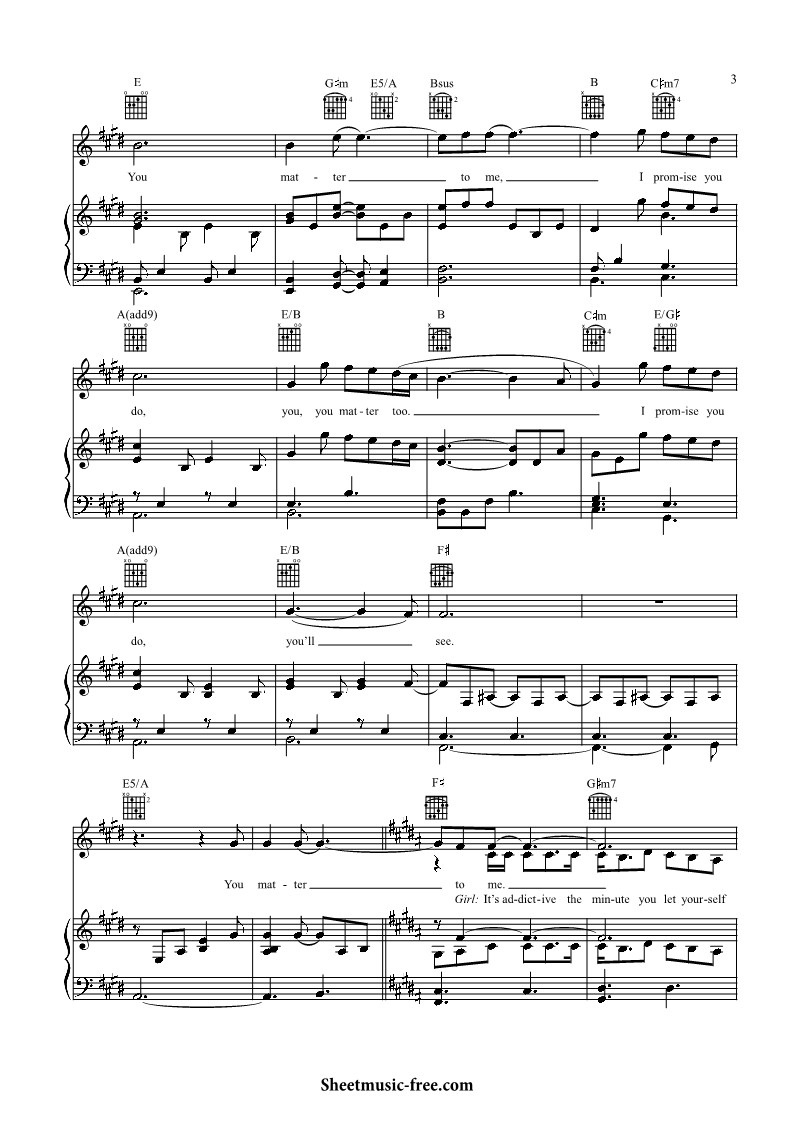 3
E G♯m E5/A Bsus B C♯m7
You mat - ter to me, I prom-ise you
A(add9) E/B B C♯m E/G♯
do, you, you mat - ter too. I prom-ise you
A(add9) E/B F♯
do, you'll see.
E5/A F♯ G♯m7
You mat - ter to me.
Girl: It's ad-dict-ive the min-ute you let your-self
Sheetmusic-free.com